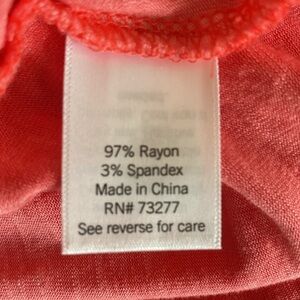 97% Rayon
3% Spandex
Made in China
RN# 73277
See reverse for care